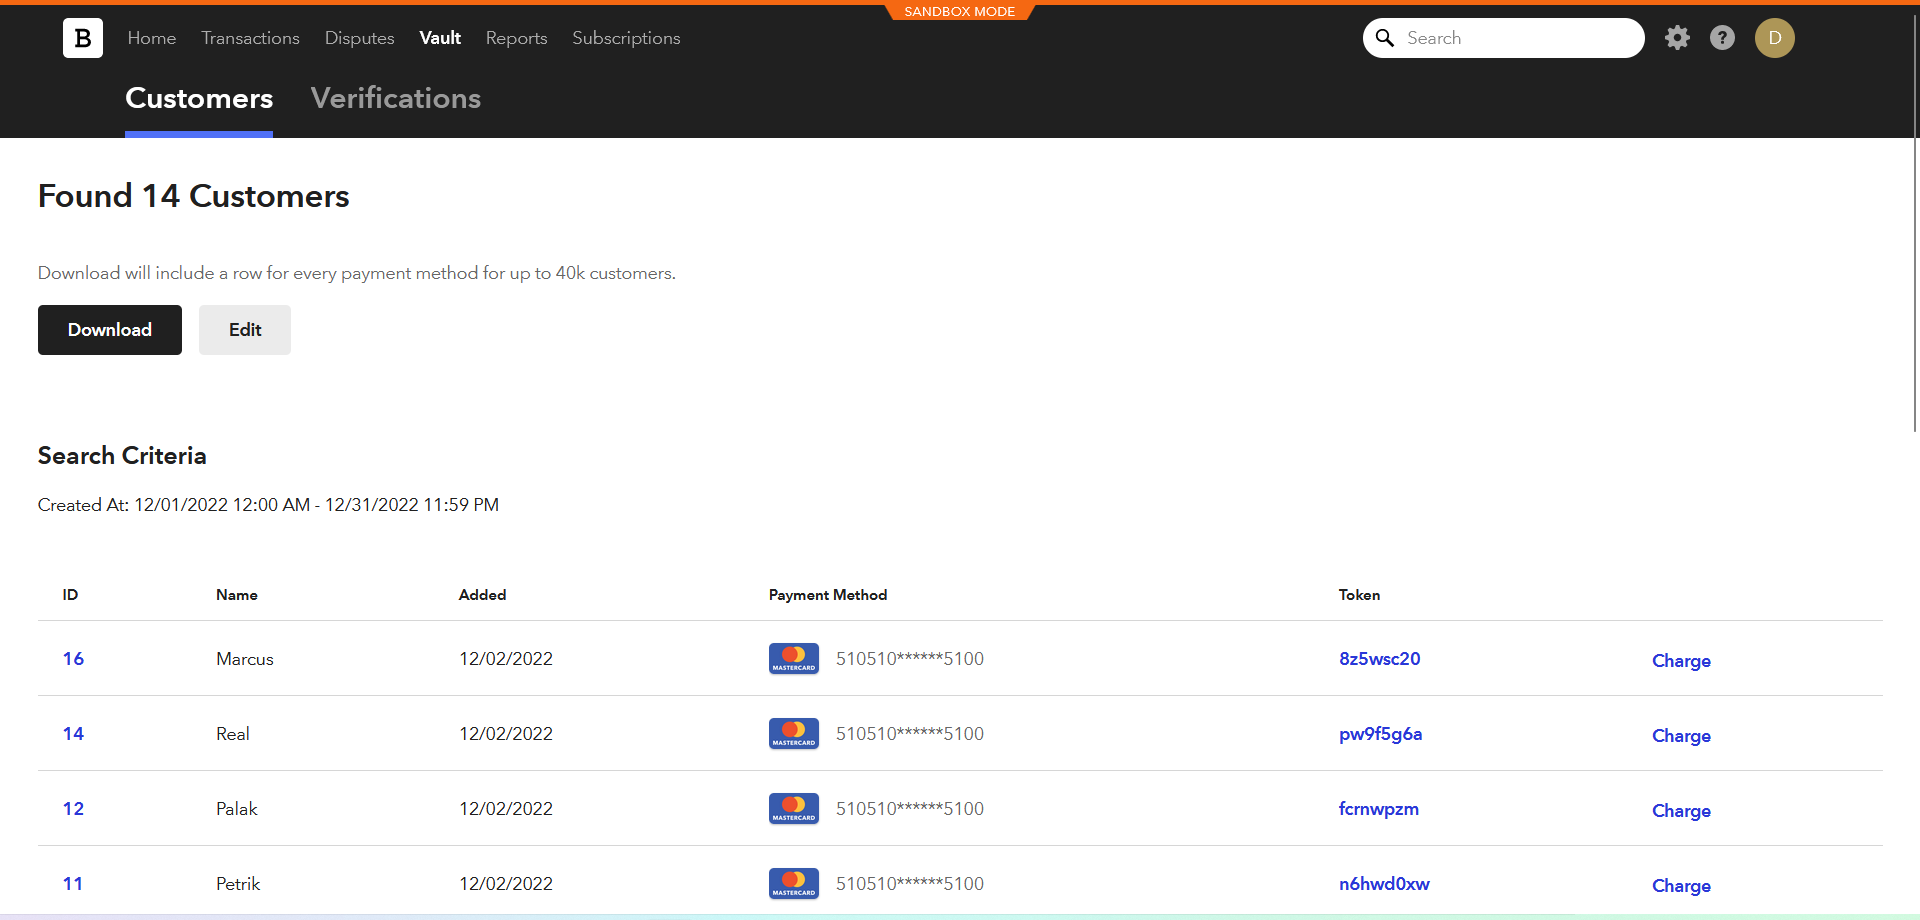 SANDBOX MODE
B Home Transactions Disputes Vault Reports Subscriptions Search ? D
Customers Verifications
Found 14 Customers
Download will include a row for every payment method for up to 40k customers.
Download Edit
Search Criteria
Created At: 12/01/2022 12:00 AM - 12/31/2022 11:59 PM
ID Name Added Payment Method Token
16 Marcus 12/02/2022 MASTERCARD 510510******5100 8z5wsc20 Charge
14 Real 12/02/2022 MASTERCARD 510510******5100 pw9f5g6a Charge
12 Palak 12/02/2022 MASTERCARD 510510******5100 fcrnwpzm Charge
11 Petrik 12/02/2022 MASTERCARD 510510******5100 n6hwd0xw Charge